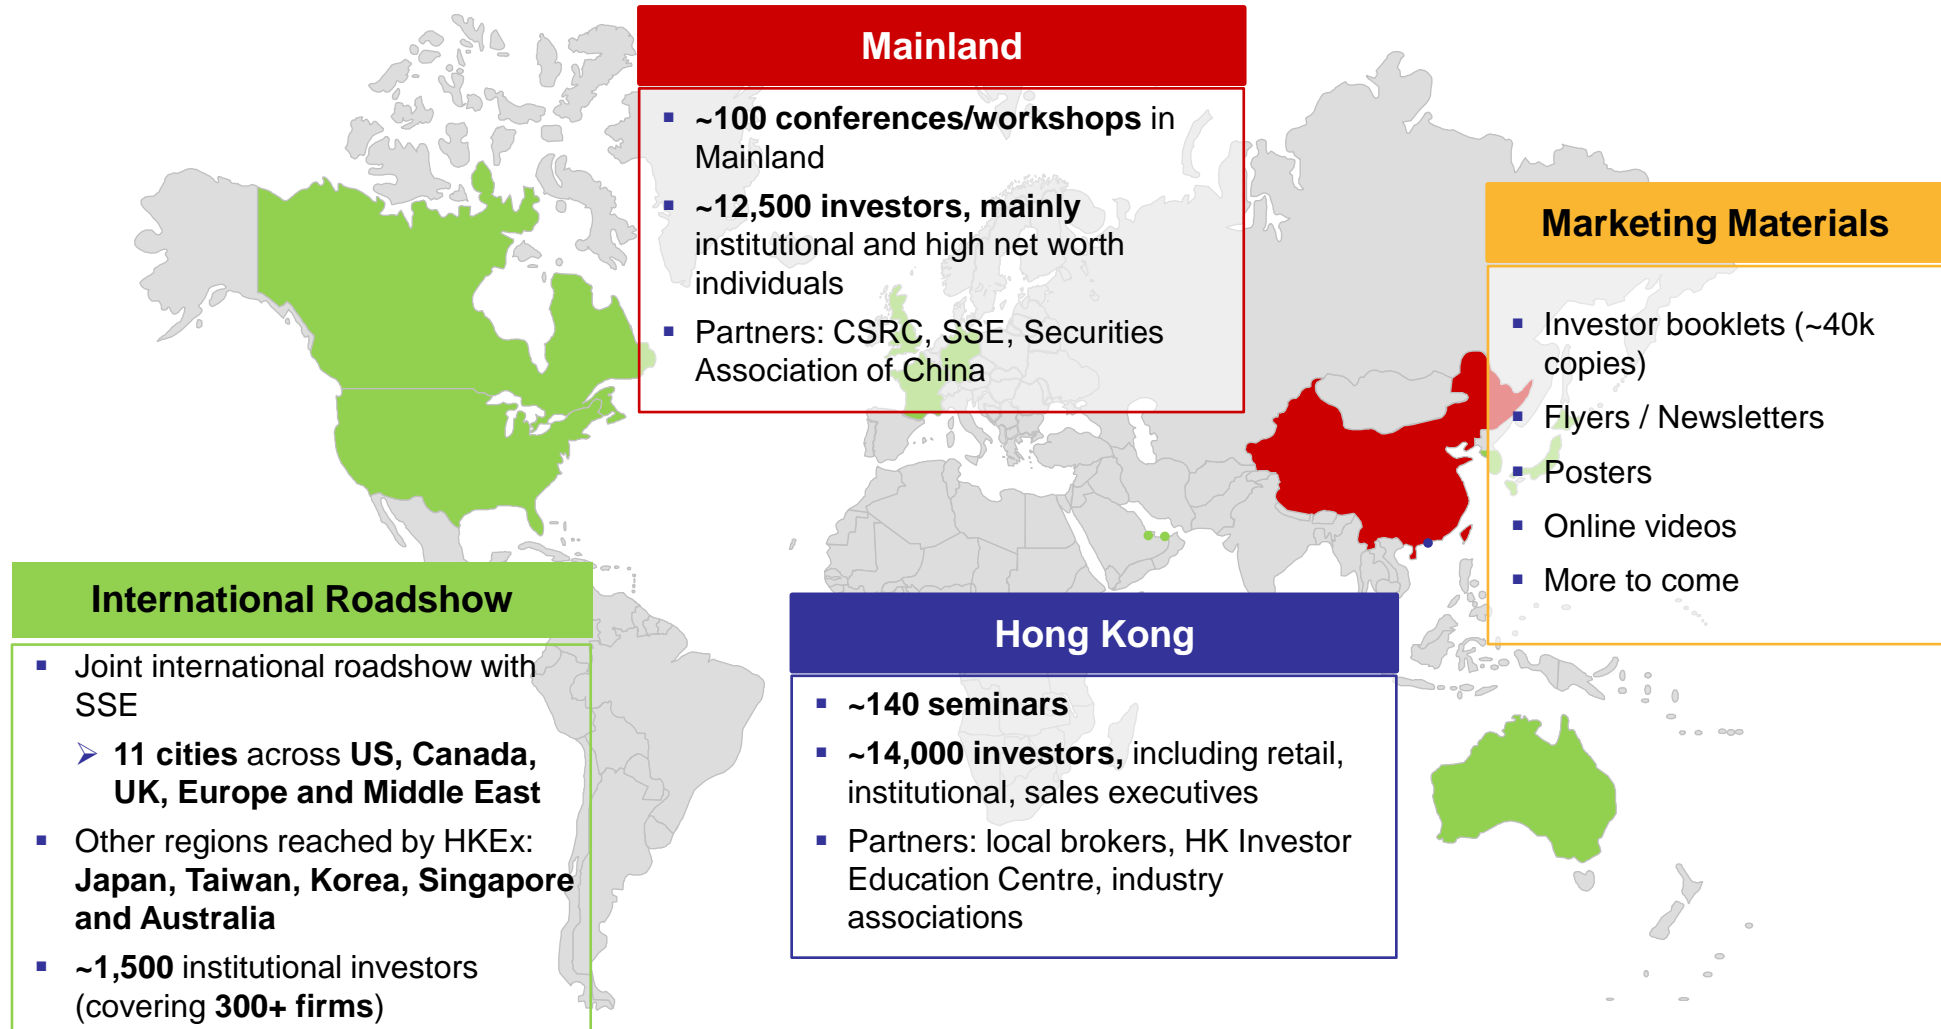 Mainland
▪ ~100 conferences/workshops in
Mainland
▪ ~12,500 investors, mainly
institutional and high net worth
individuals
▪ Partners: CSRC, SSE, Securities
Association of China
Marketing Materials
▪ Investor booklets (~40k
copies)
▪ Flyers / Newsletters
▪ Posters
▪ Online videos
▪ More to come
International Roadshow
▪ Joint international roadshow with
SSE
➢ 11 cities across US, Canada,
UK, Europe and Middle East
▪ Other regions reached by HKEx:
Japan, Taiwan, Korea, Singapore
and Australia
▪ ~1,500 institutional investors
(covering 300+ firms)
Hong Kong
▪ ~140 seminars
▪ ~14,000 investors, including retail,
institutional, sales executives
▪ Partners: local brokers, HK Investor
Education Centre, industry
associations